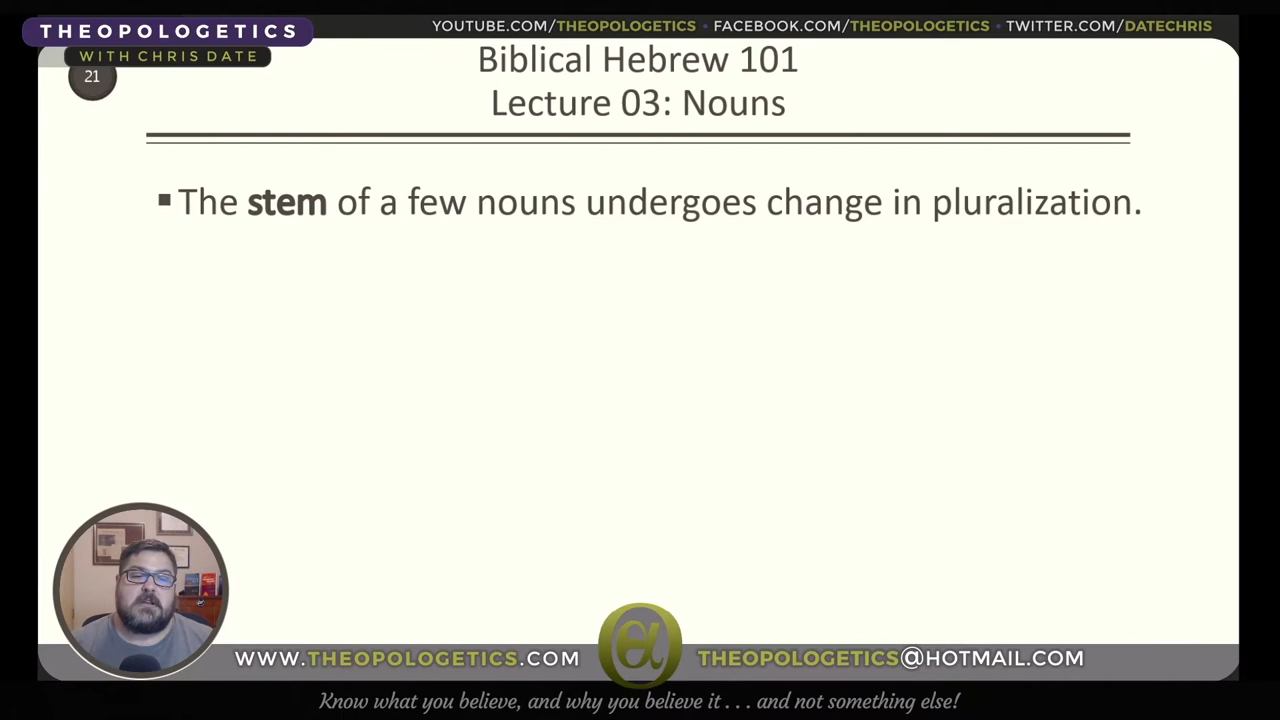 THEOPOLOGETICS
WITH CHRIS DATE
YOUTUBE.COM/THEOPOLOGETICS • FACEBOOK.COM/THEOPOLOGETICS • TWITTER.COM/DATECHRIS
21
Biblical Hebrew 101
Lecture 03: Nouns
▪ The stem of a few nouns undergoes change in pluralization.
WWW.THEOPOLOGETICS.COM
THEOPOLOGETICS@HOTMAIL.COM
Know what you believe, and why you believe it . . . and not something else!